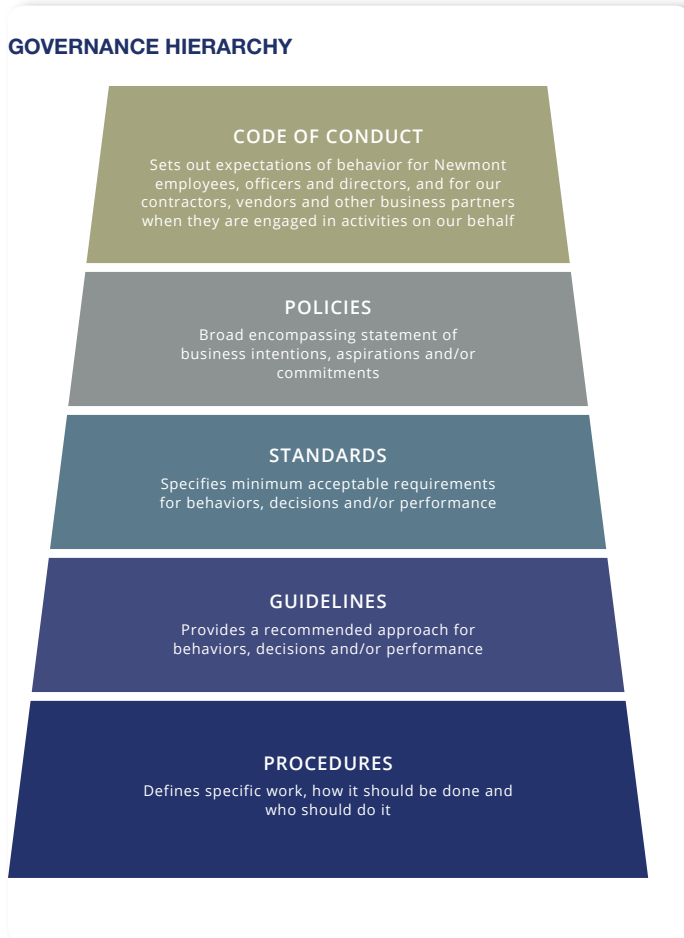 GOVERNANCE HIERARCHY
CODE OF CONDUCT
Sets out expectations of behavior for Newmont
employees, officers and directors, and for our
contractors, vendors and other business partners
when they are engaged in activities on our behalf
POLICIES
Broad encompassing statement of
business intentions, aspirations and/or
commitments
STANDARDS
Specifies minimum acceptable requirements
for behaviors, decisions and/or performance
GUIDELINES
Provides a recommended approach for
behaviors, decisions and/or performance
PROCEDURES
Defines specific work, how it should be done and
who should do it